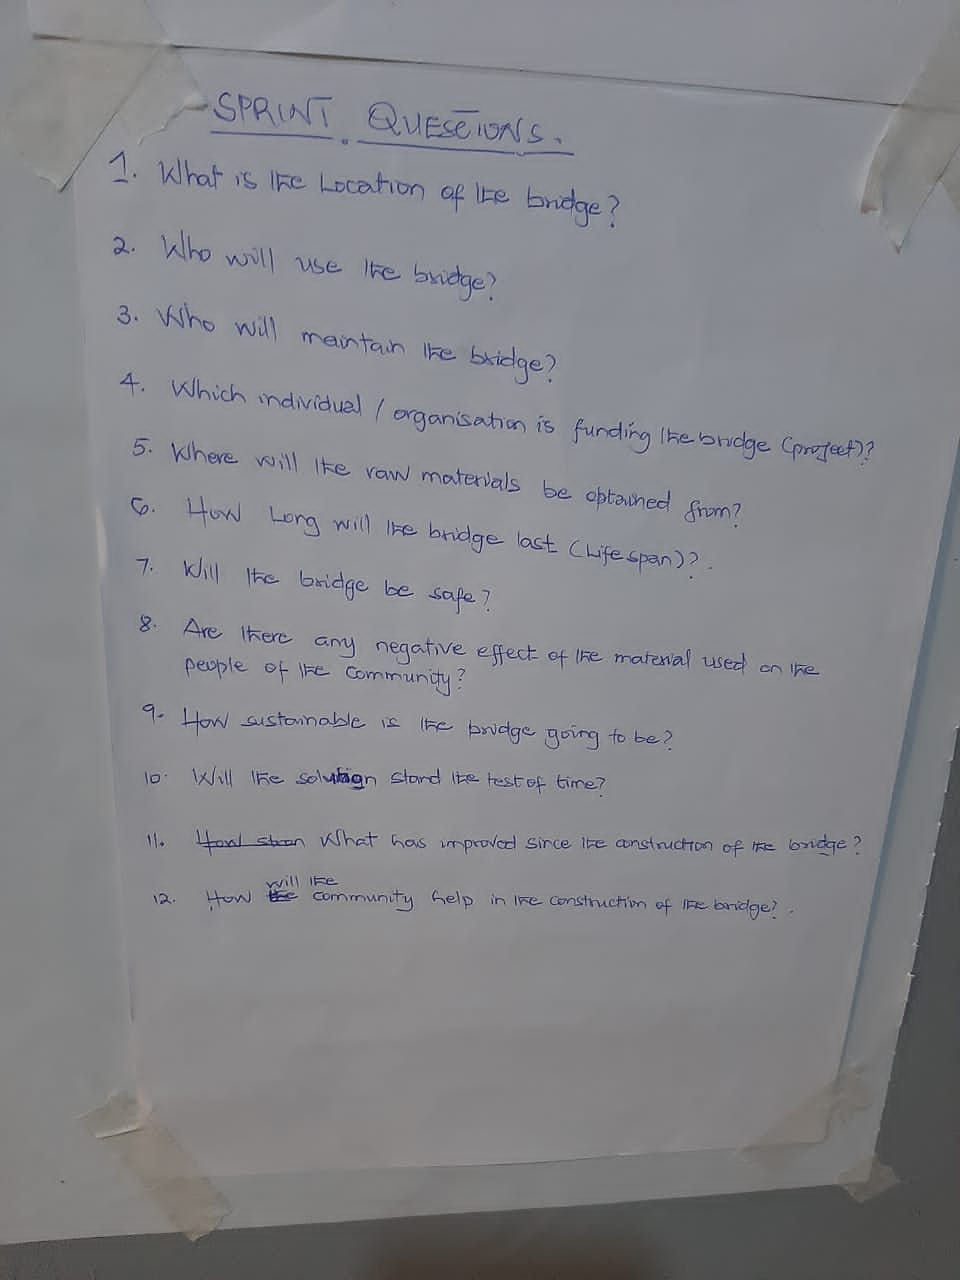 SPRINT QUESTIONS.
1. What is the Location of the bridge?
2. Who will use the bridge?
3. Who will maintain the bridge?
4. Which individual / organisation is funding the bridge (project)?
5. Where will the raw materials be obtained from?
6. How Long will the bridge last (Lifespan)?.
7. Will the bridge be safe?
8. Are there any negative effect of the material used on the
people of the community?
9. How sustainable is the bridge going to be?
10. Will the solution stand the test of time?
11. What has improved since the construction of the bridge?
12. How will the community help in the construction of the bridge?.